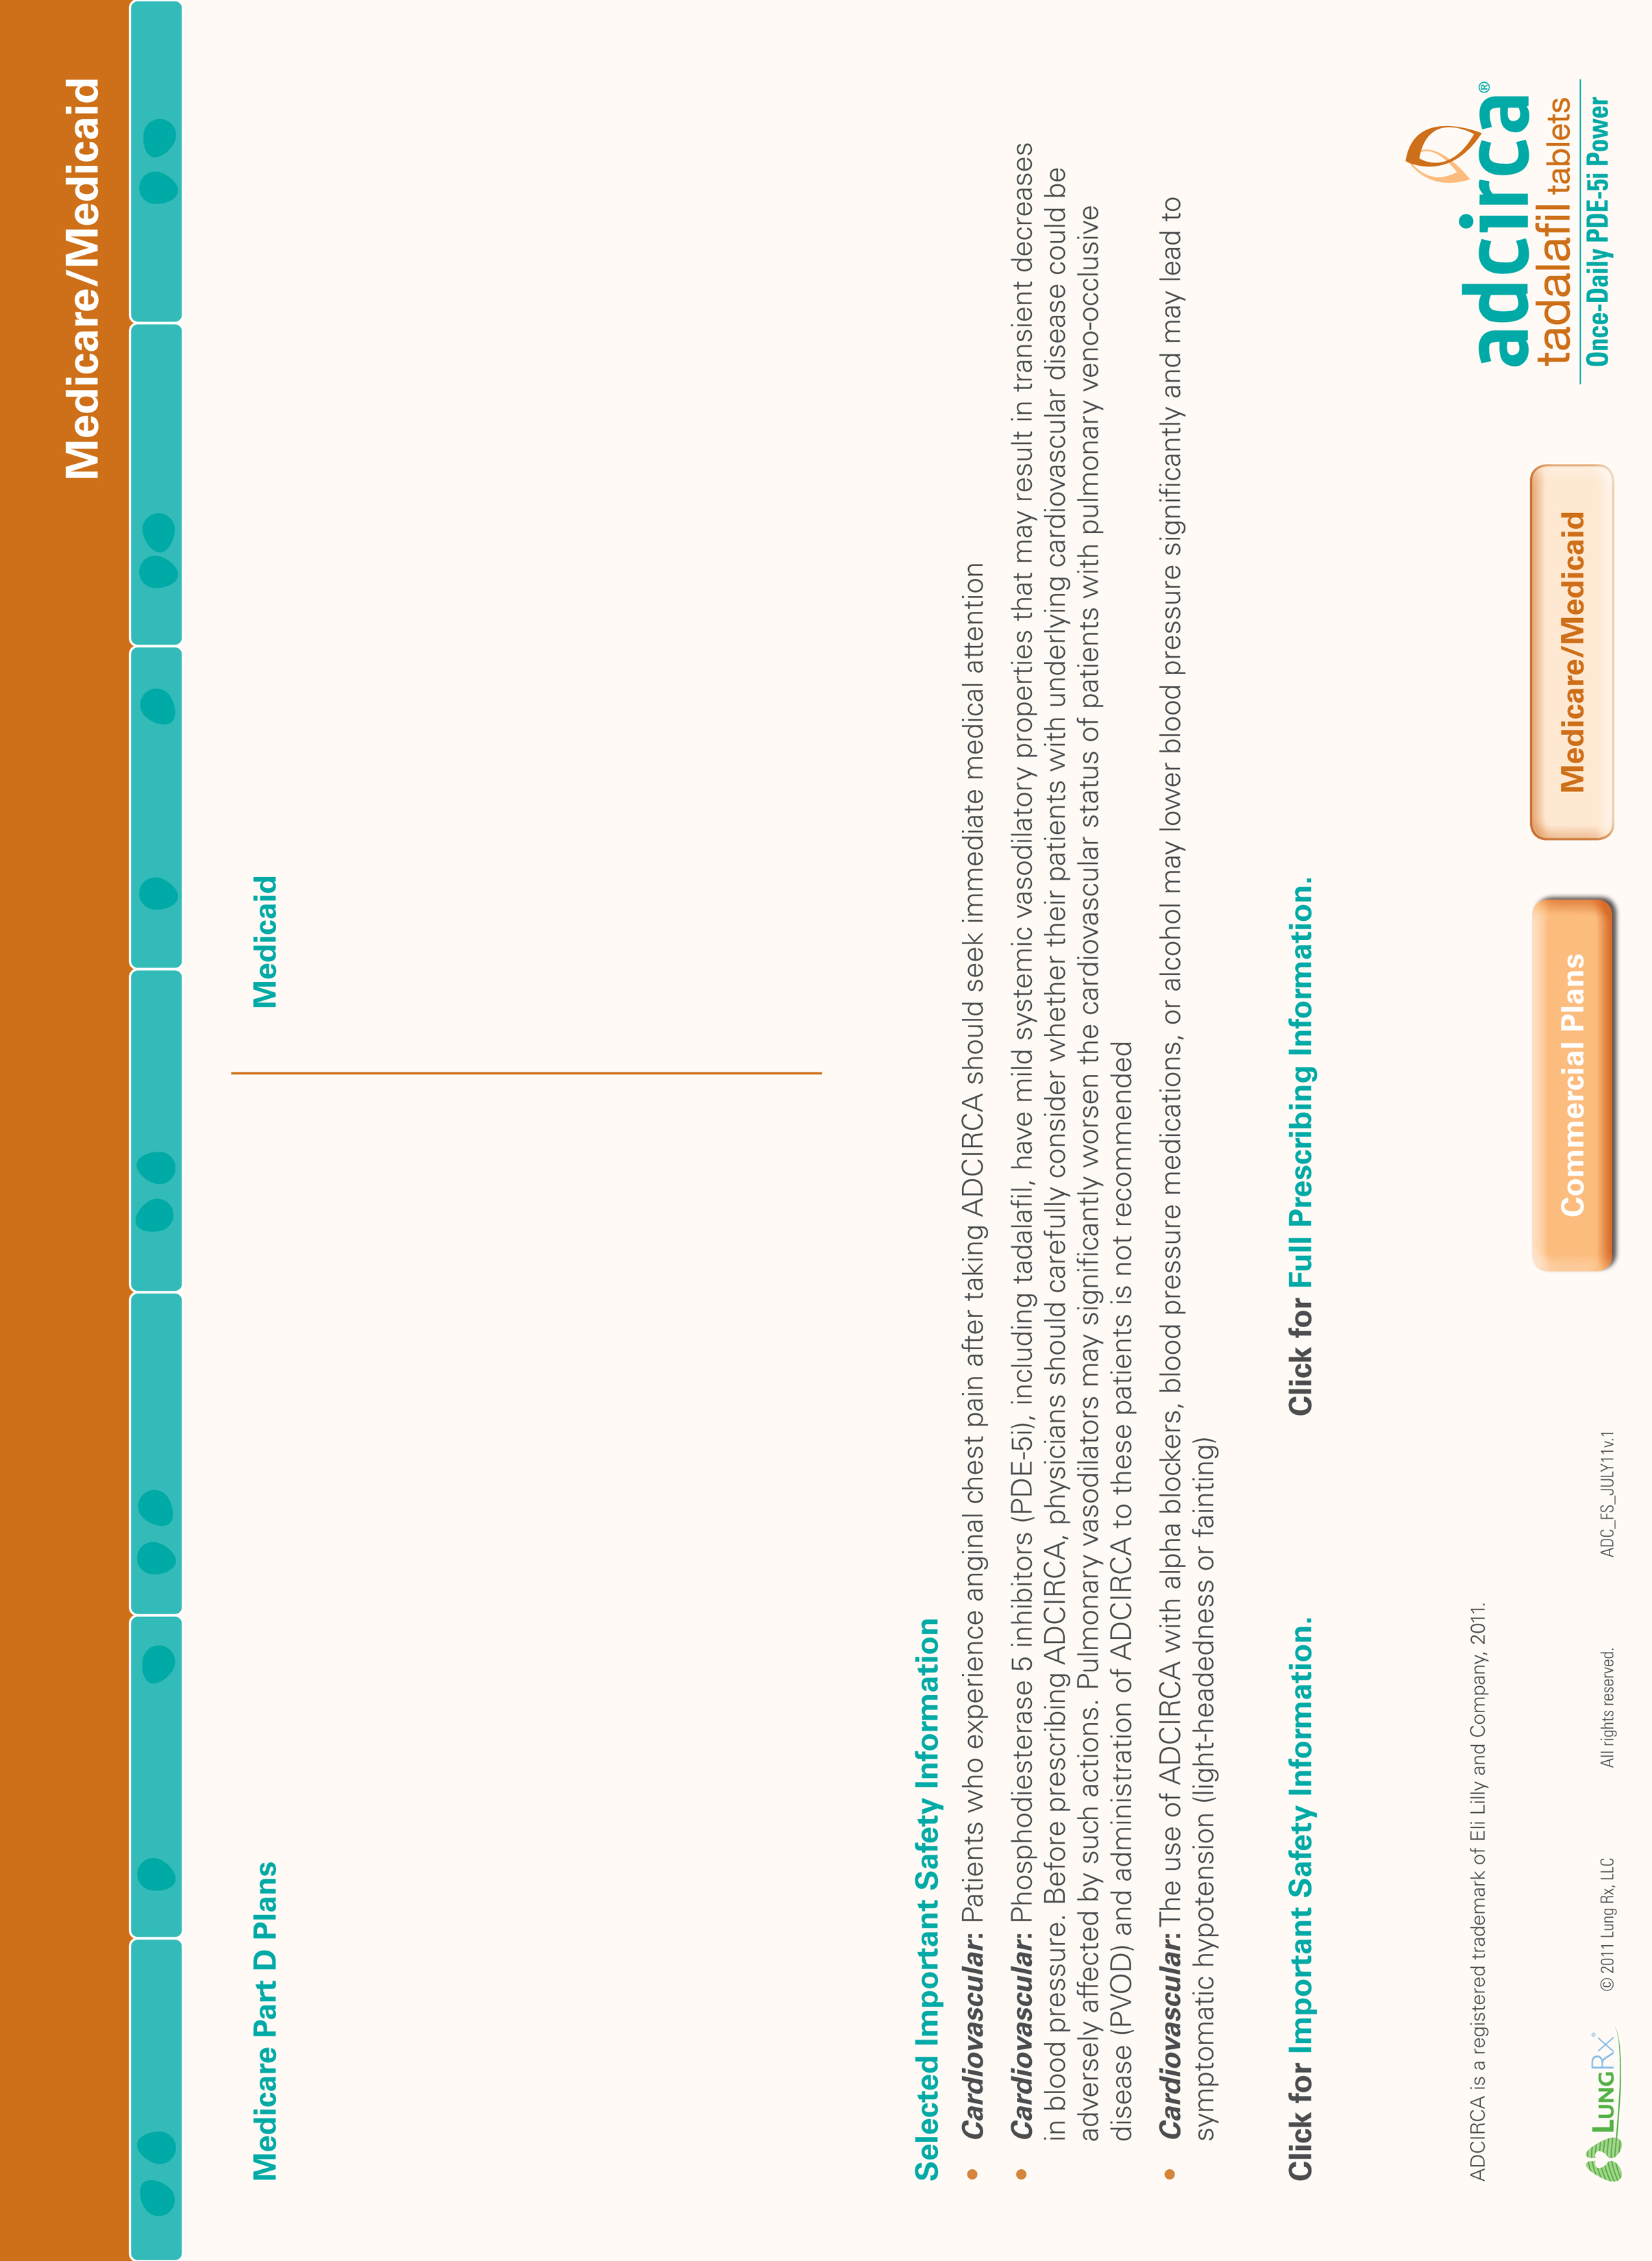 Medicare/Medicaid
Medicare Part D Plans
Medicaid
Selected Important Safety Information
• Cardiovascular: Patients who experience anginal chest pain after taking ADCIRCA should seek immediate medical attention
• Cardiovascular: Phosphodiesterase 5 inhibitors (PDE-5i), including tadalafil, have mild systemic vasodilatory properties that may result in transient decreases
in blood pressure. Before prescribing ADCIRCA, physicians should carefully consider whether their patients with underlying cardiovascular disease could be
adversely affected by such actions. Pulmonary vasodilators may significantly worsen the cardiovascular status of patients with pulmonary veno-occlusive
disease (PVOD) and administration of ADCIRCA to these patients is not recommended
• Cardiovascular: The use of ADCIRCA with alpha blockers, blood pressure medications, or alcohol may lower blood pressure significantly and may lead to
symptomatic hypotension (light-headedness or fainting)
Click for Important Safety Information.
Click for Full Prescribing Information.
ADCIRCA is a registered trademark of Eli Lilly and Company, 2011.
LUNGRX®
© 2011 Lung Rx, LLC
All rights reserved.
ADC_FS_JULY11v.1
Commercial Plans
Medicare/Medicaid
adcirca®
tadalafil tablets
Once-Daily PDE-5i Power